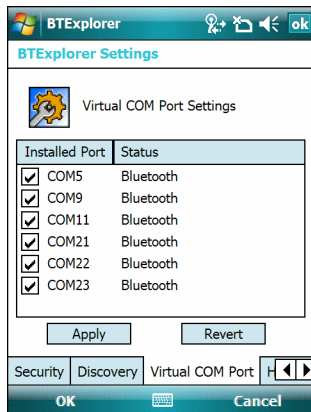 BTExplorer ok
BTExplorer Settings
Virtual COM Port Settings
Installed Port Status
COM5 Bluetooth
COM9 Bluetooth
COM11 Bluetooth
COM21 Bluetooth
COM22 Bluetooth
COM23 Bluetooth
Apply Revert
Security Discovery Virtual COM Port H
OK Cancel